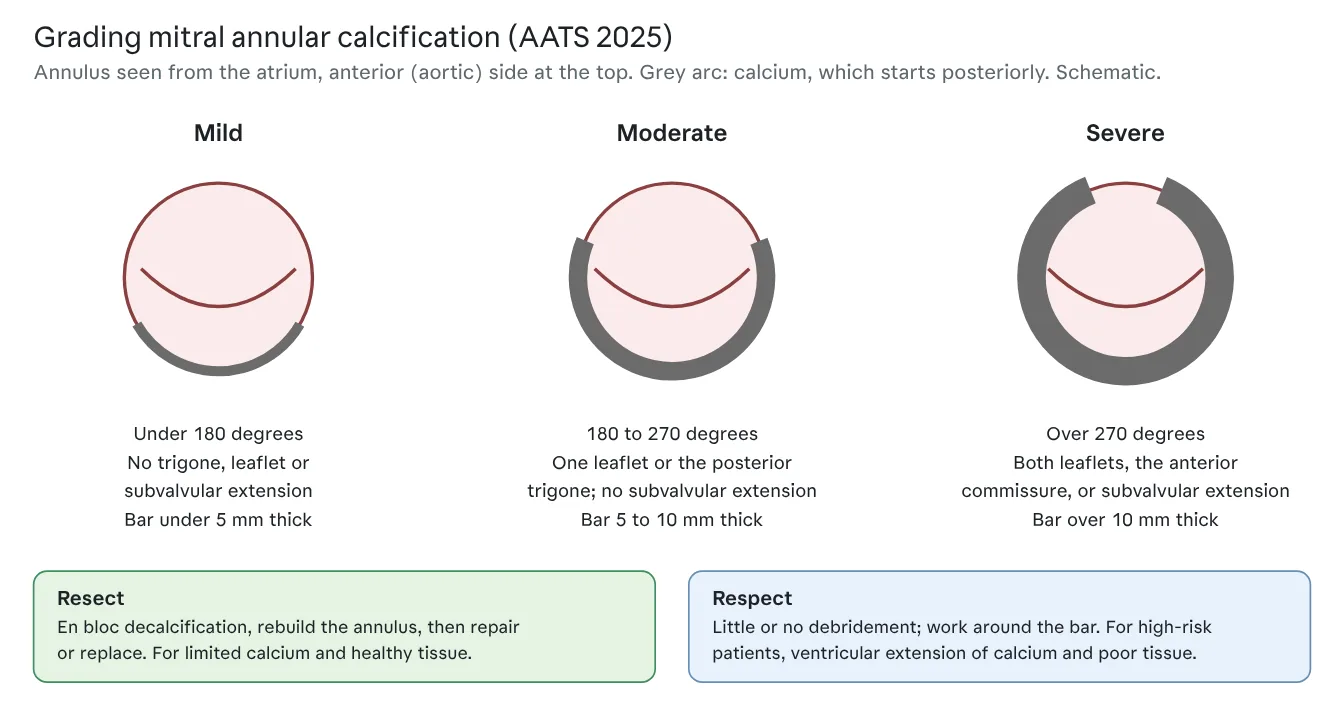 Grading mitral annular calcification (AATS 2025)
Annulus seen from the atrium, anterior (aortic) side at the top. Grey arc: calcium, which starts posteriorly. Schematic.
Mild
Under 180 degrees
No trigone, leaflet or
subvalvular extension
Bar under 5 mm thick
Moderate
180 to 270 degrees
One leaflet or the posterior
trigone; no subvalvular extension
Bar 5 to 10 mm thick
Severe
Over 270 degrees
Both leaflets, the anterior
commissure, or subvalvular extension
Bar over 10 mm thick
Resect
En bloc decalcification, rebuild the annulus, then repair
or replace. For limited calcium and healthy tissue.
Respect
Little or no debridement; work around the bar. For high-risk
patients, ventricular extension of calcium and poor tissue.